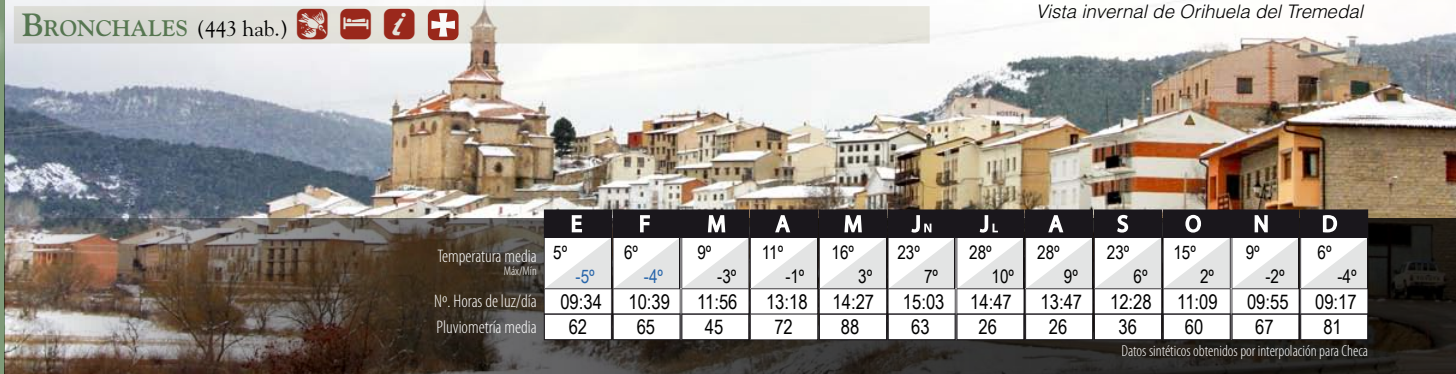 BRONCHALES (443 hab.) i
Vista invernal de Orihuela del Tremedal
HOSTAL
E F M A M JN JL A S O N D
Temperatura media 5º 6º 9º 11º 16º 23º 28º 28º 23º 15º 9º 6º
Máx/Mín -5º -4º -3º -1º 3º 7º 10º 9º 6º 2º -2º -4º
Nº. Horas de luz/día 09:34 10:39 11:56 13:18 14:27 15:03 14:47 13:47 12:28 11:09 09:55 09:17
Pluviometría media 62 65 45 72 88 63 26 26 36 60 67 81
Datos sintéticos obtenidos por interpolación para Checa